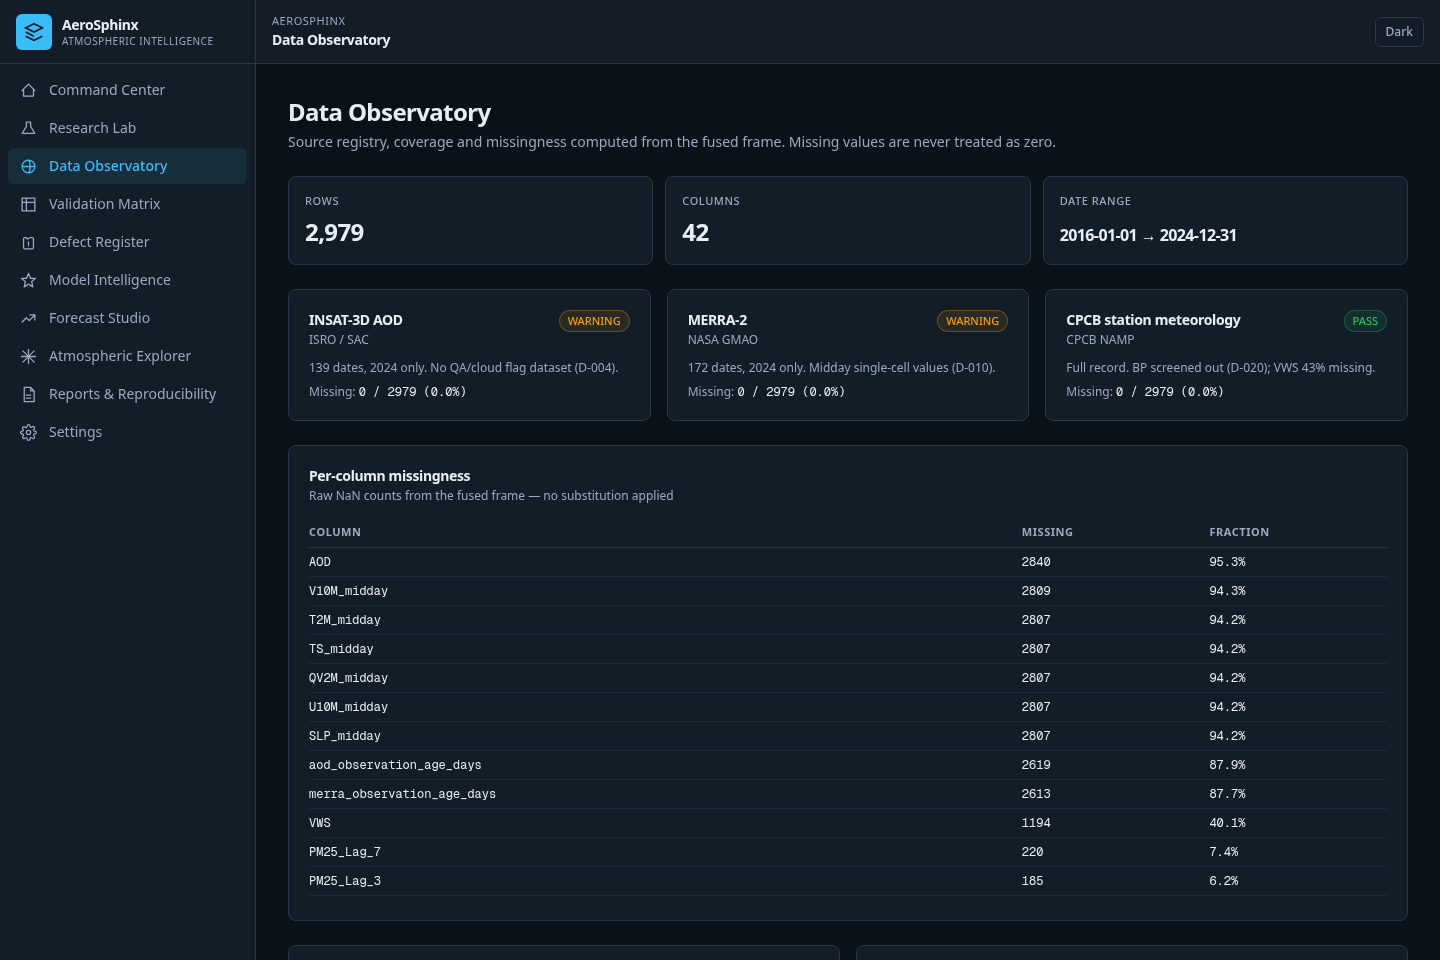 AeroSphinx
ATMOSPHERIC INTELLIGENCE
AEROSPHINX
Data Observatory
Dark
Command Center
Research Lab
Data Observatory
Validation Matrix
Defect Register
Model Intelligence
Forecast Studio
Atmospheric Explorer
Reports & Reproducibility
Settings
Data Observatory
Source registry, coverage and missingness computed from the fused frame. Missing values are never treated as zero.
ROWS
2,979
COLUMNS
42
DATE RANGE
2016-01-01 → 2024-12-31
INSAT-3D AOD
WARNING
ISRO / SAC
139 dates, 2024 only. No QA/cloud flag dataset (D-004).
Missing: 0 / 2979 (0.0%)
MERRA-2
WARNING
NASA GMAO
172 dates, 2024 only. Midday single-cell values (D-010).
Missing: 0 / 2979 (0.0%)
CPCB station meteorology
PASS
CPCB NAMP
Full record. BP screened out (D-020); VWS 43% missing.
Missing: 0 / 2979 (0.0%)
Per-column missingness
Raw NaN counts from the fused frame — no substitution applied
COLUMN MISSING FRACTION
AOD 2840 95.3%
V10M_midday 2809 94.3%
T2M_midday 2807 94.2%
TS_midday 2807 94.2%
QV2M_midday 2807 94.2%
U10M_midday 2807 94.2%
SLP_midday 2807 94.2%
aod_observation_age_days 2619 87.9%
merra_observation_age_days 2613 87.7%
VWS 1194 40.1%
PM25_Lag_7 220 7.4%
PM25_Lag_3 185 6.2%